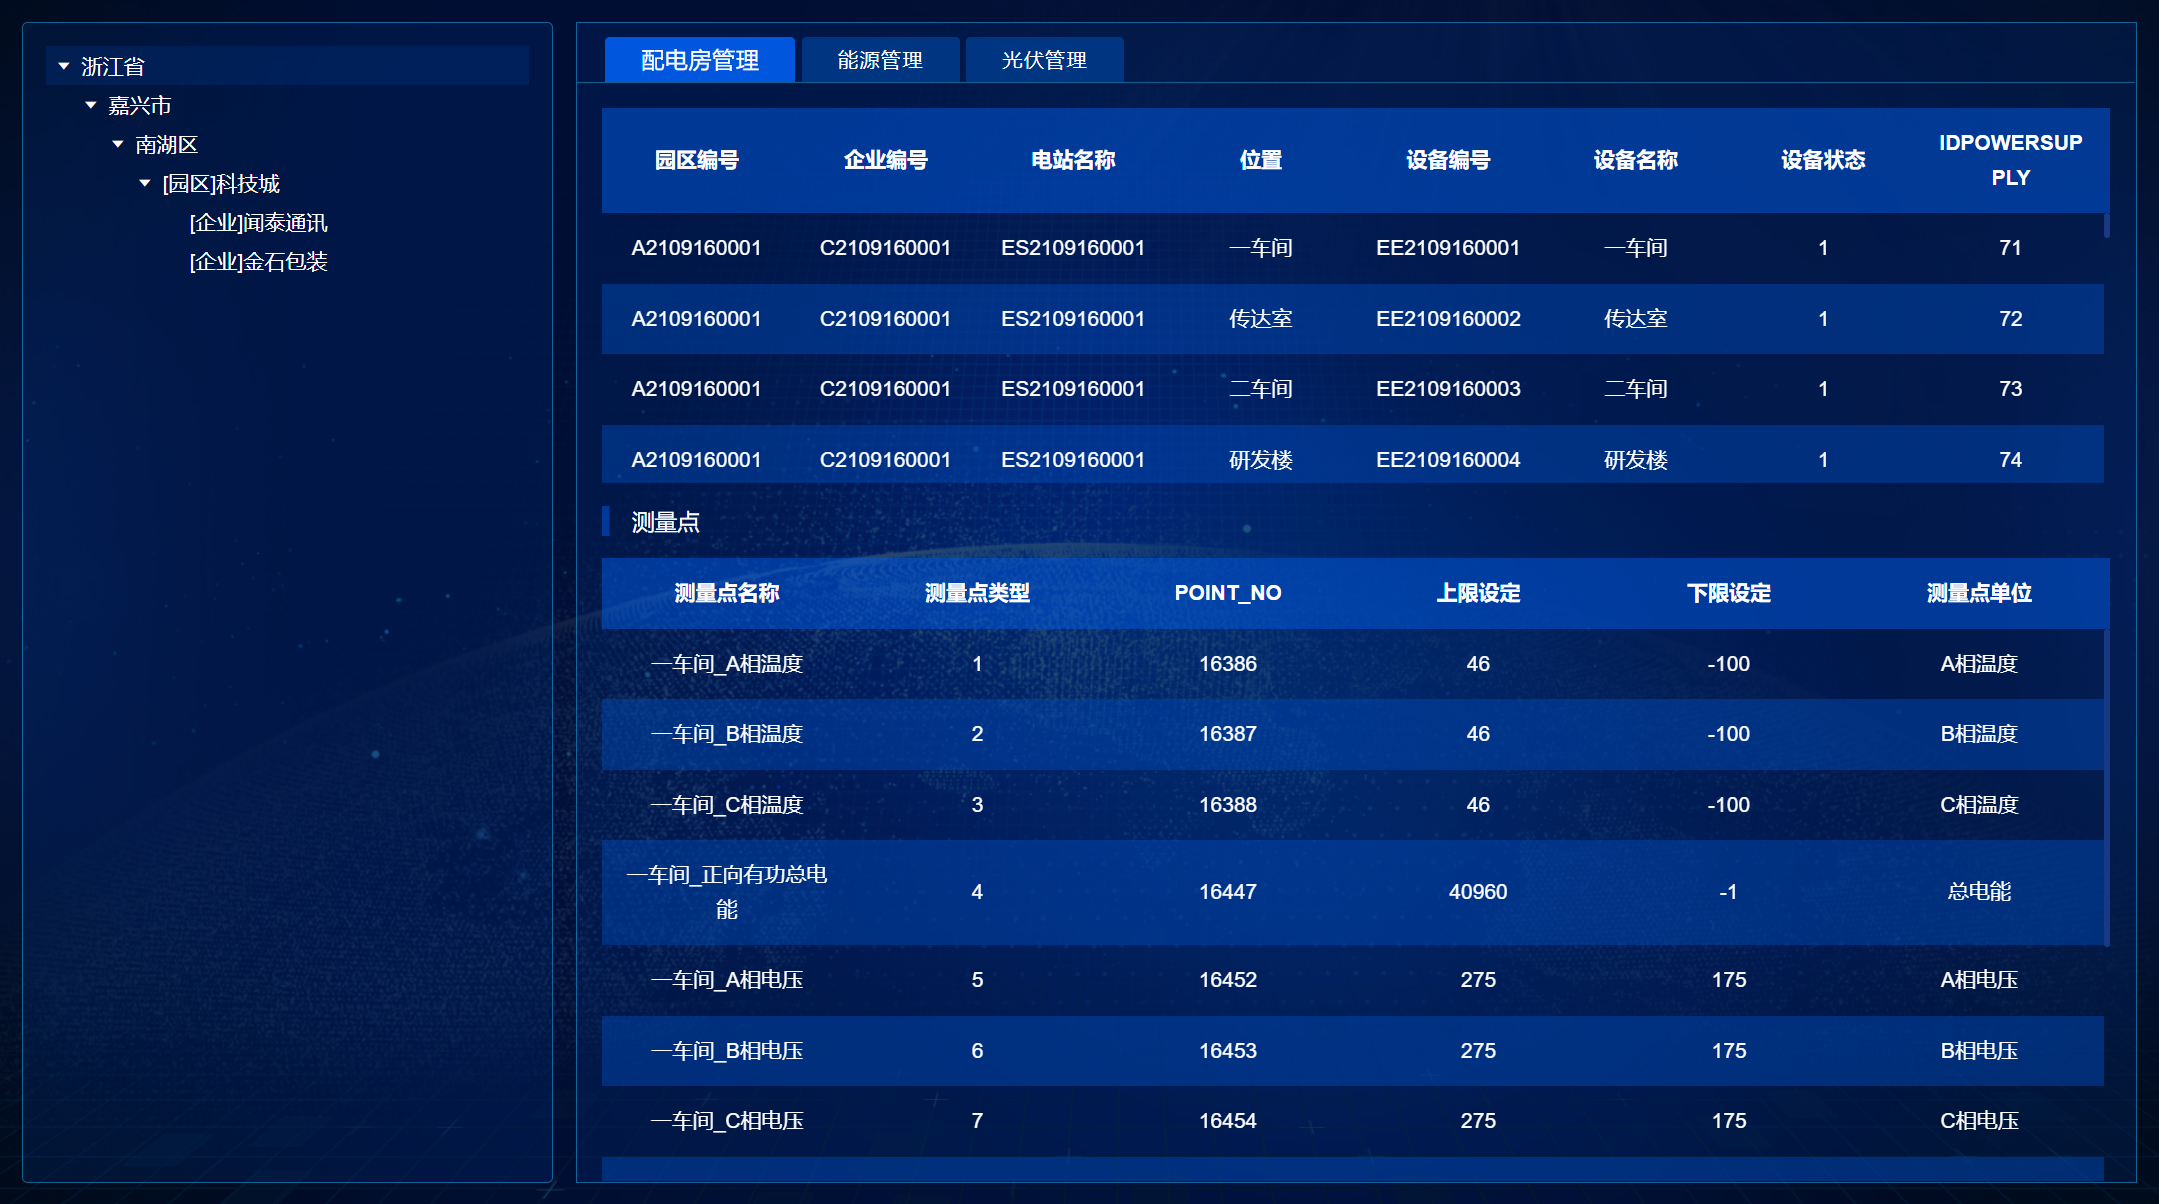 浙江省
嘉兴市
南湖区
[园区]科技城
[企业]闻泰通讯
[企业]金石包装
配电房管理 能源管理 光伏管理
园区编号 企业编号 电站名称 位置 设备编号 设备名称 设备状态 IDPOWERSUP
PLY
A2109160001 C2109160001 ES2109160001 一车间 EE2109160001 一车间 1 71
A2109160001 C2109160001 ES2109160001 传达室 EE2109160002 传达室 1 72
A2109160001 C2109160001 ES2109160001 二车间 EE2109160003 二车间 1 73
A2109160001 C2109160001 ES2109160001 研发楼 EE2109160004 研发楼 1 74
测量点
测量点名称 测量点类型 POINT_NO 上限设定 下限设定 测量点单位
一车间_A相温度 1 16386 46 -100 A相温度
一车间_B相温度 2 16387 46 -100 B相温度
一车间_C相温度 3 16388 46 -100 C相温度
一车间_正向有功总电
能 4 16447 40960 -1 总电能
一车间_A相电压 5 16452 275 175 A相电压
一车间_B相电压 6 16453 275 175 B相电压
一车间_C相电压 7 16454 275 175 C相电压